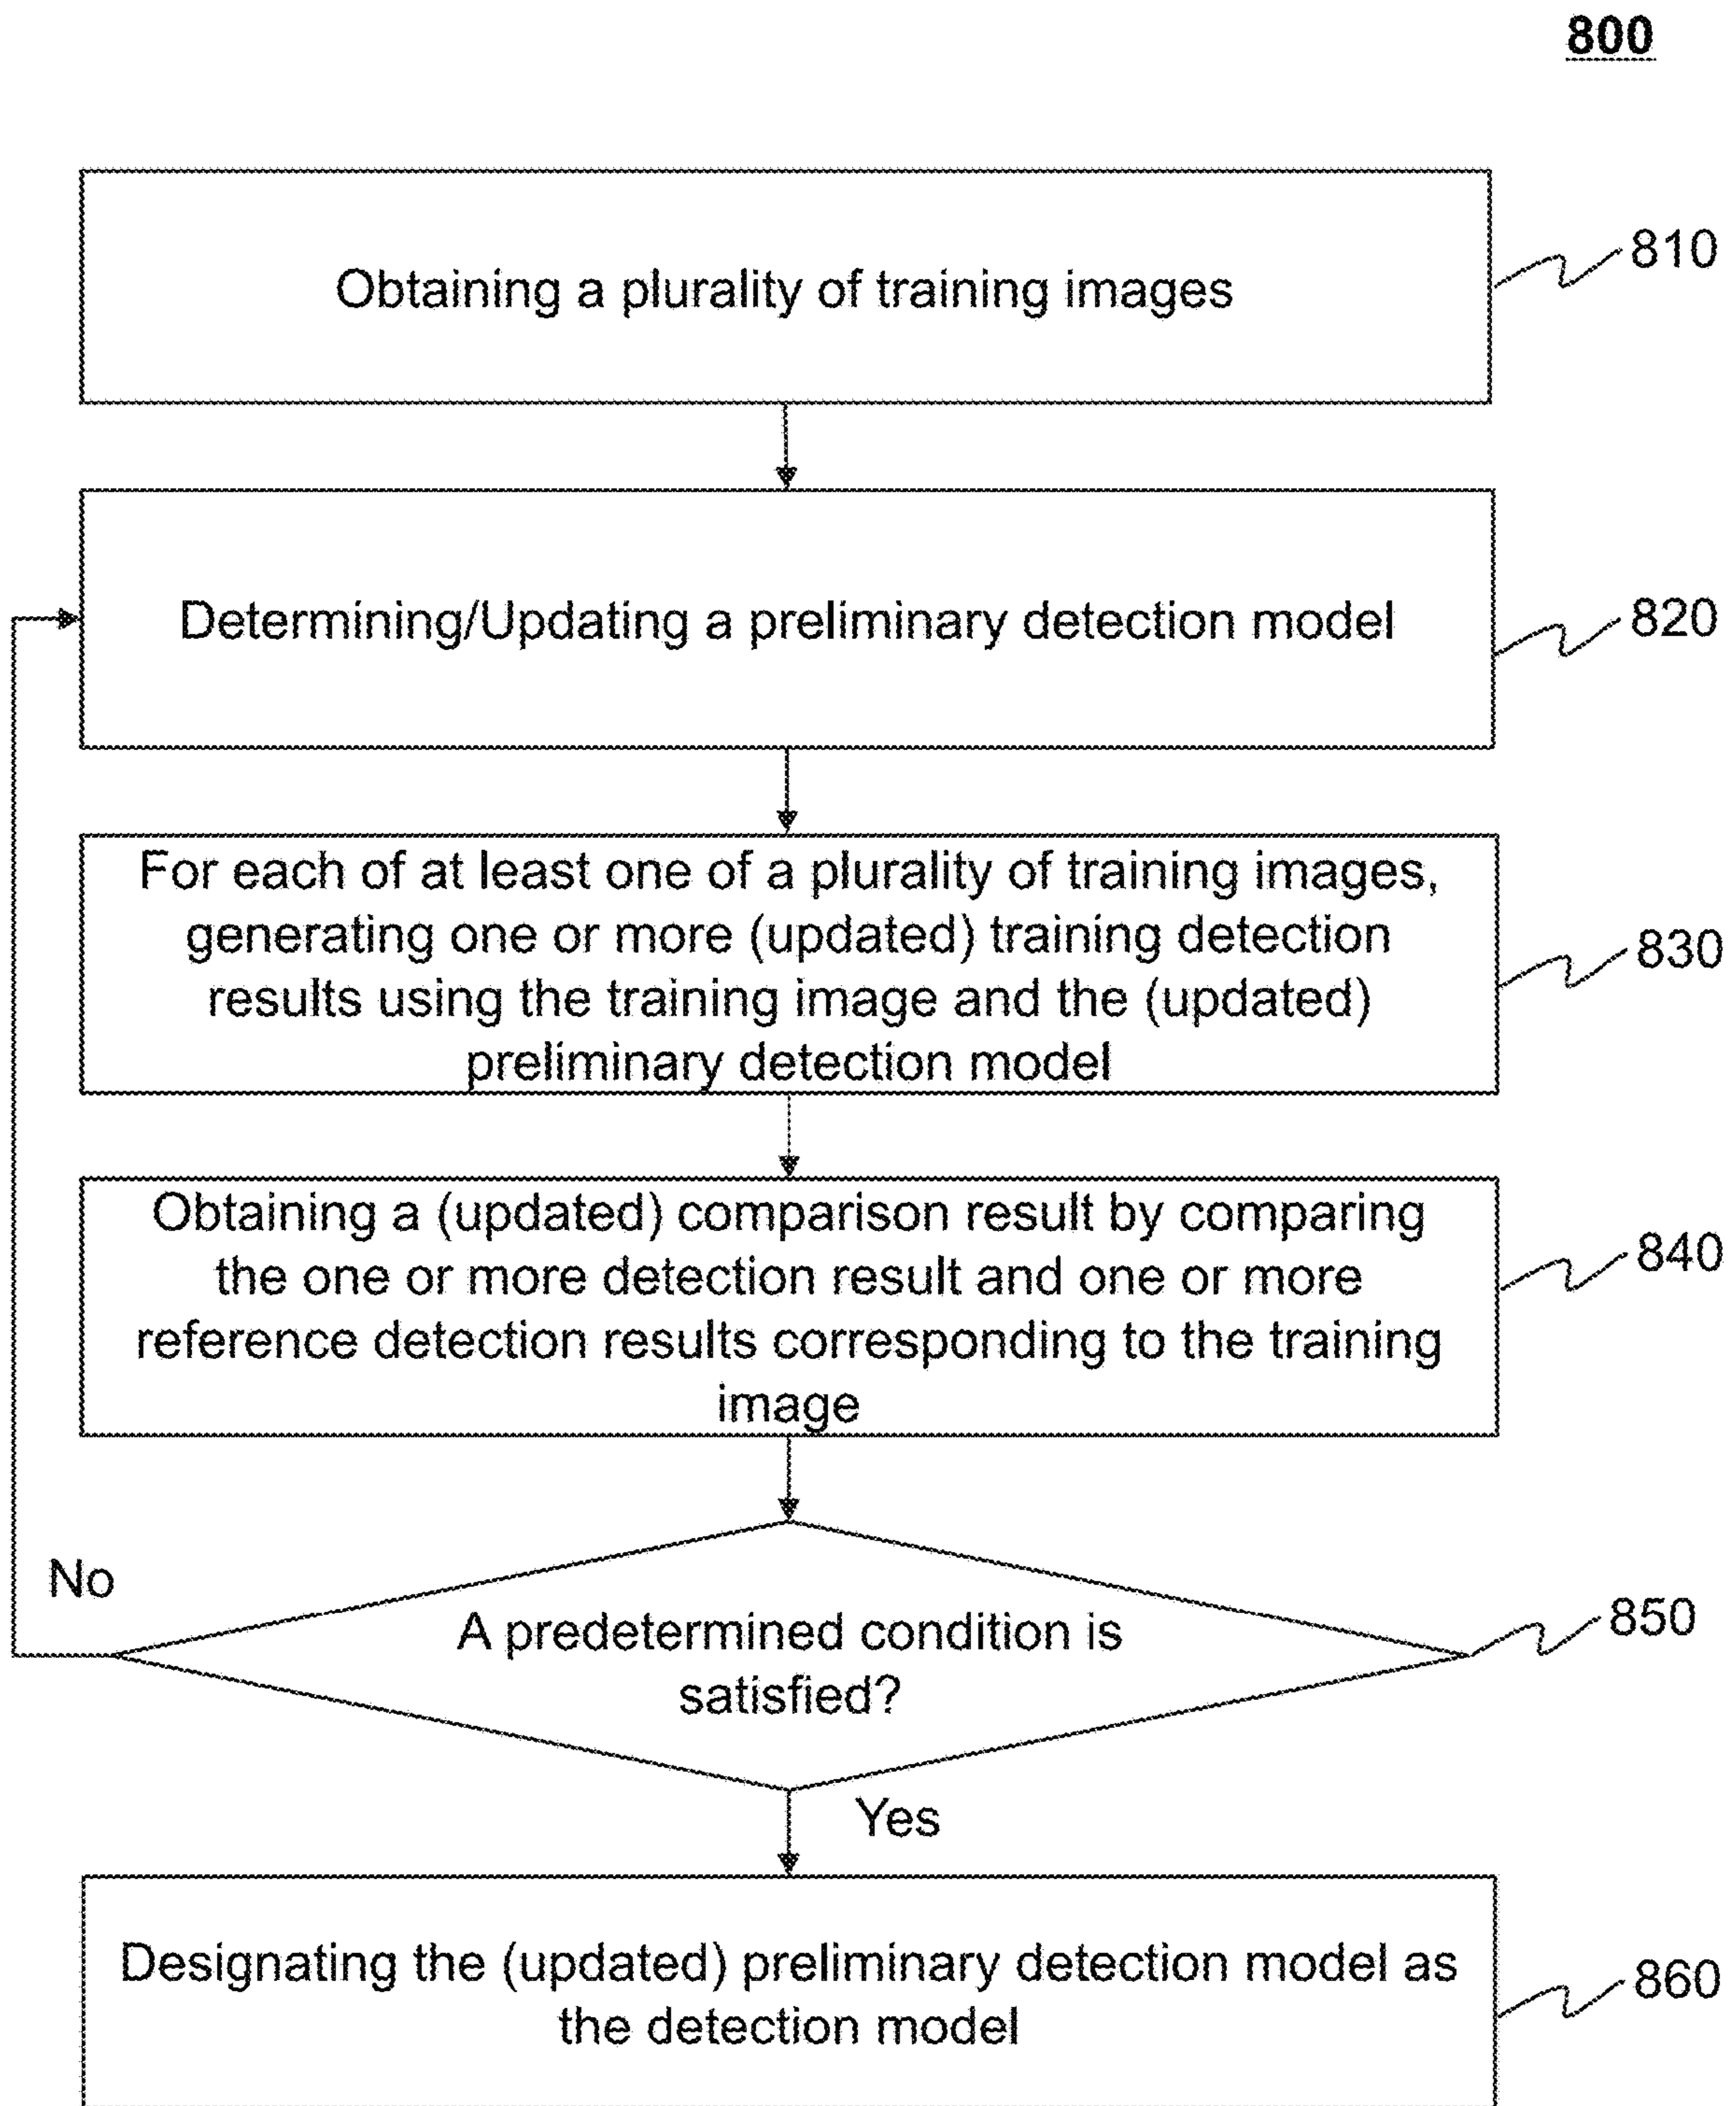 800
Obtaining a plurality of training images
810
Determining/Updating a preliminary detection model
820
For each of at least one of a plurality of training images,
generating one or more (updated) training detection
results using the training image and the (updated)
preliminary detection model
830
Obtaining a (updated) comparison result by comparing
the one or more detection result and one or more
reference detection results corresponding to the training
image
840
No
A predetermined condition is
satisfied?
850
Yes
Designating the (updated) preliminary detection model as
the detection model
860